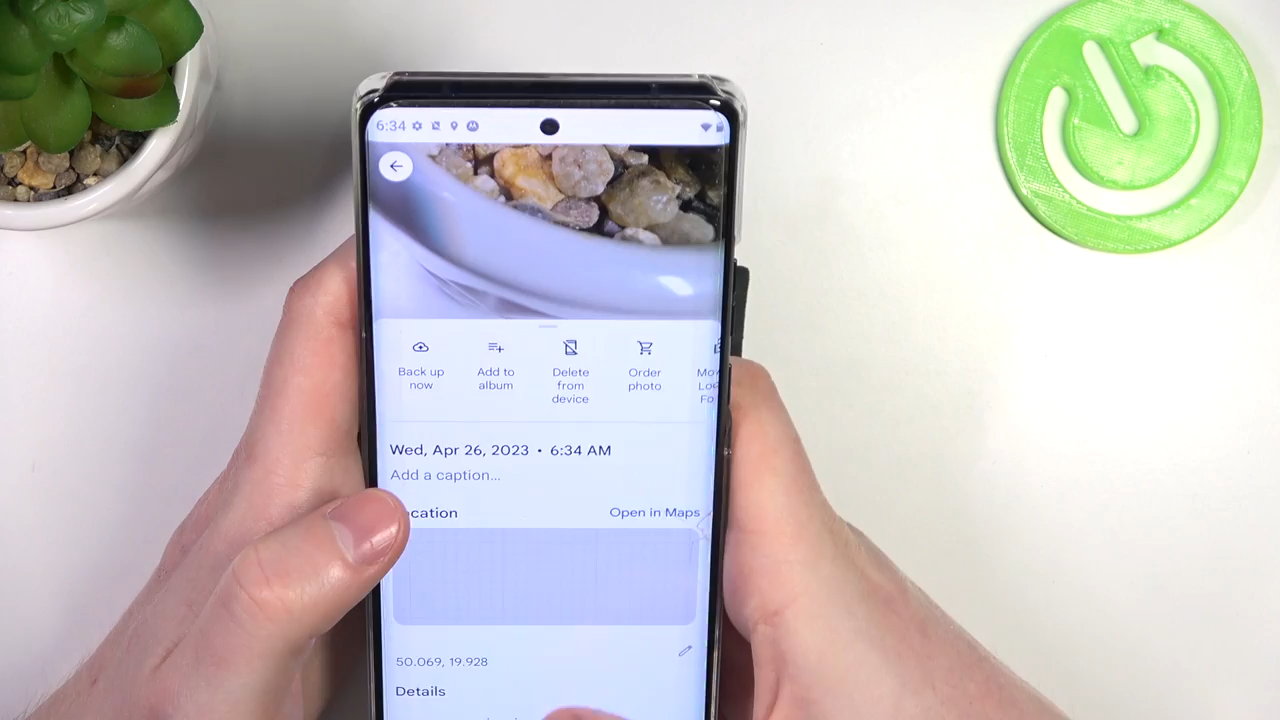 6:34
Back up
now
Add to
album
Delete
from
device
Order
photo
Wed, Apr 26, 2023 • 6:34 AM
Add a caption...
Open in Maps
50.069, 19.928
Details